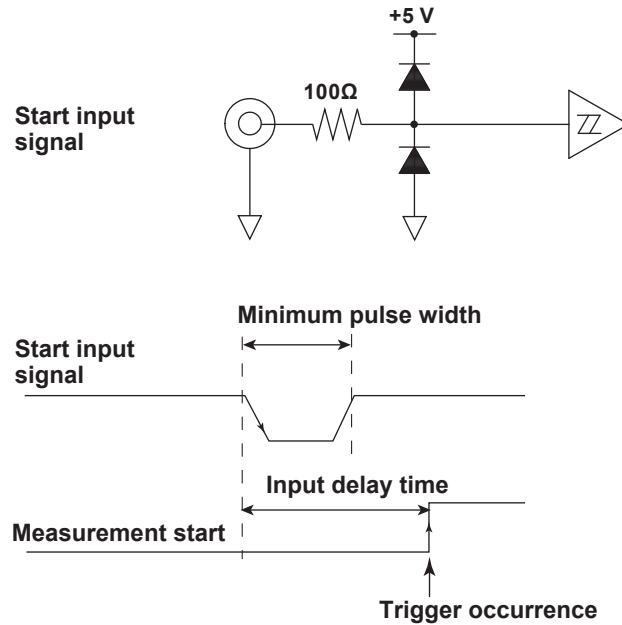 +5 V
100Ω
Start input
signal
Minimum pulse width
Start input
signal
Input delay time
Measurement start
Trigger occurrence